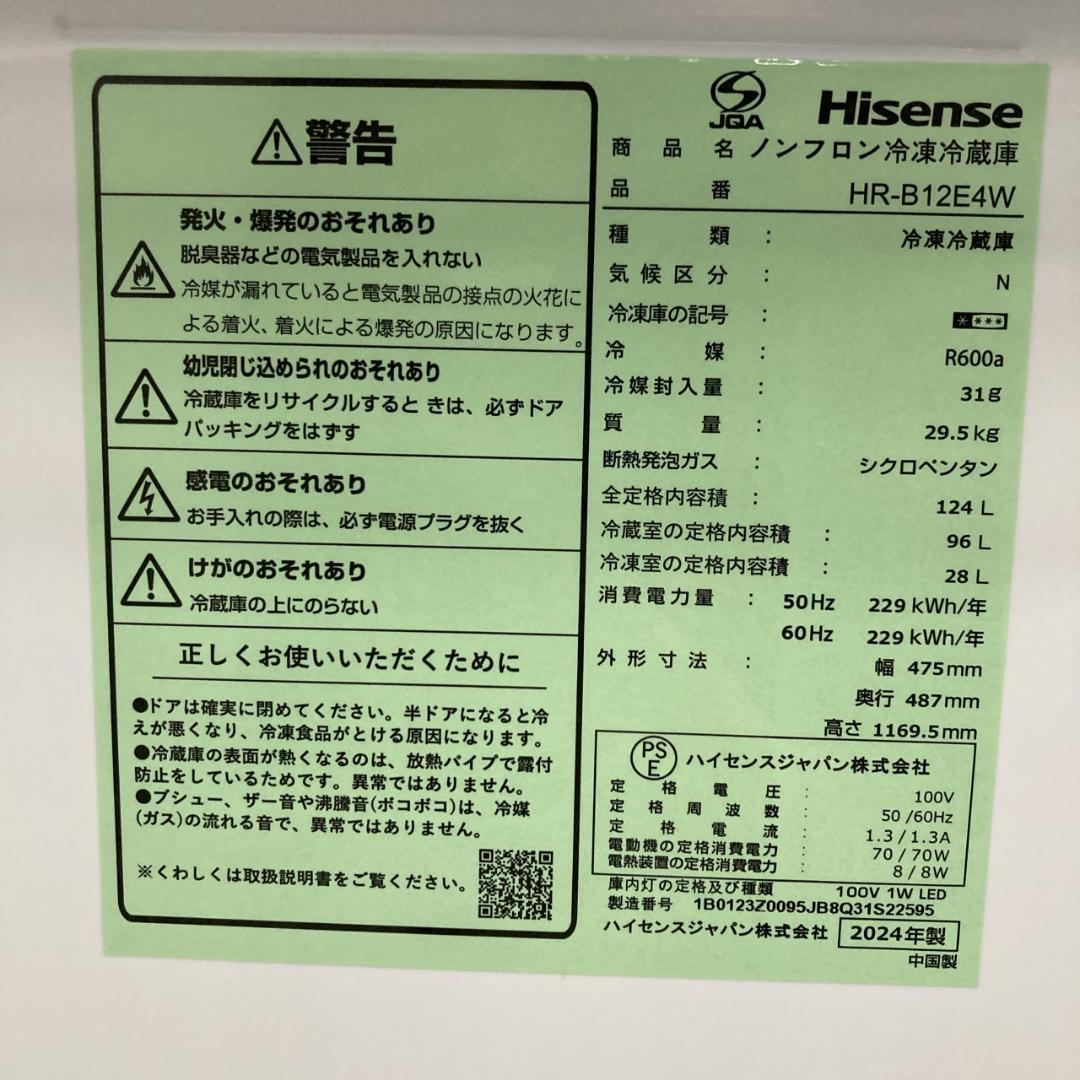 警告
発火・爆発のおそれあり
脱臭器などの電気製品を入れない
冷媒が漏れていると電気製品の接点の火花に
よる着火、着火による爆発の原因になります。
幼児閉じ込められのおそれあり
冷蔵庫をリサイクルすると きは、必ずドア
パッキングをはずす
感電のおそれあり
お手入れの際は、必ず電源プラグを抜く
けがのおそれあり
冷蔵庫の上にのらない
正しくお使いいただくために
●ドアは確実に閉めてください。半ドアになると冷
えが悪くなり、冷凍食品がとける原因になります。
●冷蔵庫の表面が熱くなるのは、放熱パイプで露付
防止をしているためです。異常ではありません。
●プシュー、ザー音や沸騰音(ボコボコ)は、冷媒
(ガス)の流れる音で、異常ではありません。
※くわしくは取扱説明書をご覧ください。
JQA Hisense
商品名 ノンフロン冷凍冷蔵庫
品番 HR-B12E4W
種類 : 冷凍冷蔵庫
気候区分 : N
冷凍庫の記号 : * ***
冷媒 : R600a
冷媒封入量 : 31g
質量 : 29.5kg
断熱発泡ガス : シクロペンタン
全定格内容積 : 124 L
冷蔵室の定格内容積 : 96 L
冷凍室の定格内容積 : 28 L
消費電力量 : 50Hz 229 kWh/年
60Hz 229 kWh/年
外形寸法 : 幅 475mm
奥行 487mm
高さ 1169.5mm
PSE ハイセンスジャパン株式会社
定格電圧 : 100V
定格周波数 : 50/60Hz
定格電流 : 1.3/1.3A
電動機の定格消費電力 : 70/70W
電熱装置の定格消費電力 : 8/8W
庫内灯の定格及び種類 100V 1W LED
製造番号 1B0123Z0095JB8Q31S22595
ハイセンスジャパン株式会社 2024年製
中国製